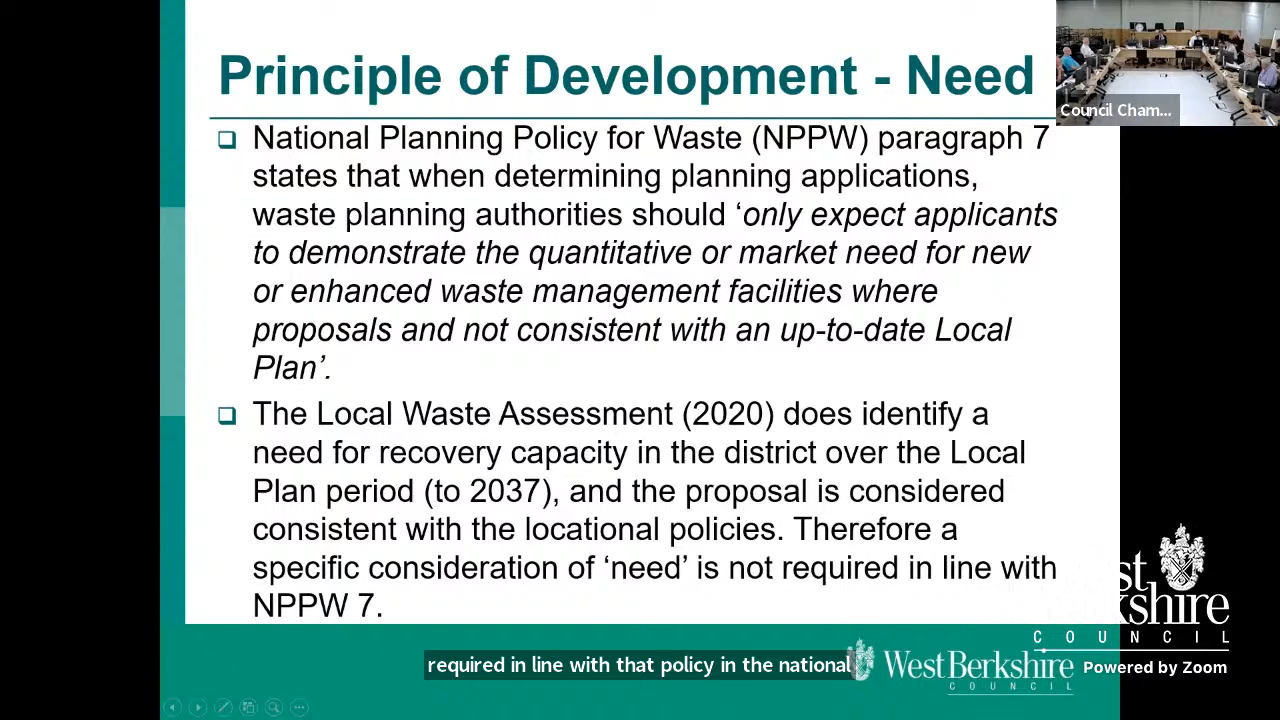 Principle of Development - Need
Council Cham...
National Planning Policy for Waste (NPPW) paragraph 7
states that when determining planning applications,
waste planning authorities should ‘only expect applicants
to demonstrate the quantitative or market need for new
or enhanced waste management facilities where
proposals and not consistent with an up-to-date Local
Plan’.
The Local Waste Assessment (2020) does identify a
need for recovery capacity in the district over the Local
Plan period (to 2037), and the proposal is considered
consistent with the locational policies. Therefore a
specific consideration of ‘need’ is not required in line with
NPPW 7.
st
rkshire
COUNCIL
required in line with that policy in the national
West Berkshire
COUNCIL
Powered by Zoom